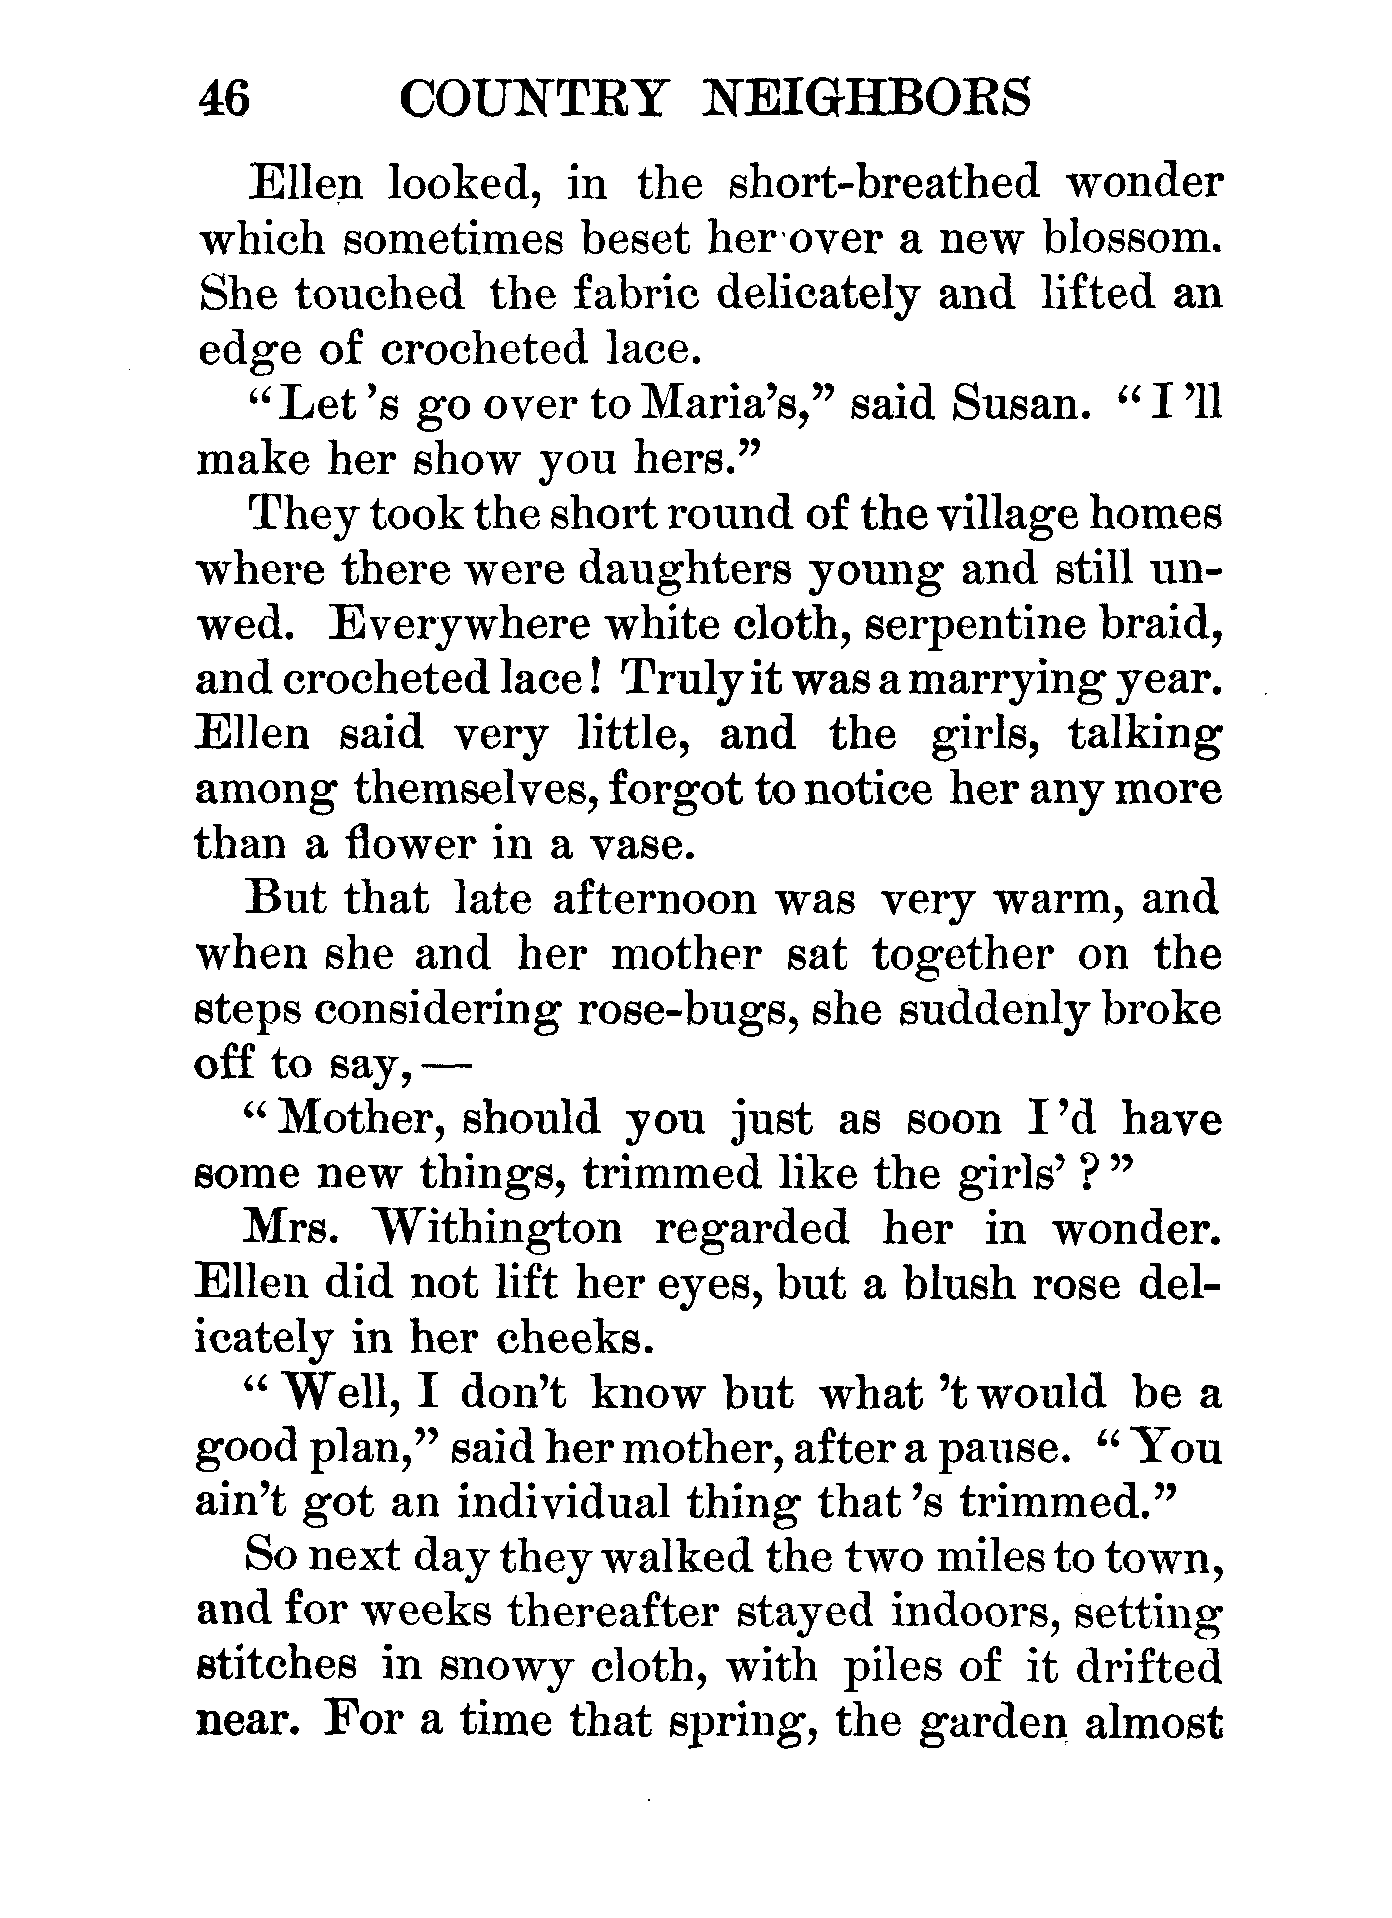 46 COUNTRY NEIGHBORS
Ellen looked, in the short-breathed wonder
which sometimes beset her over a new blossom.
She touched the fabric delicately and lifted an
edge of crocheted lace.
“Let ’s go over to Maria’s,” said Susan. “I ’ll
make her show you hers.”
They took the short round of the village homes
where there were daughters young and still un-
wed. Everywhere white cloth, serpentine braid,
and crocheted lace! Truly it was a marrying year.
Ellen said very little, and the girls, talking
among themselves, forgot to notice her any more
than a flower in a vase.
But that late afternoon was very warm, and
when she and her mother sat together on the
steps considering rose-bugs, she suddenly broke
off to say,—
“Mother, should you just as soon I ’d have
some new things, trimmed like the girls’?”
Mrs. Withington regarded her in wonder.
Ellen did not lift her eyes, but a blush rose del-
icately in her cheeks.
“Well, I don’t know but what ’t would be a
good plan,” said her mother, after a pause. “You
ain’t got an individual thing that ’s trimmed.”
So next day they walked the two miles to town,
and for weeks thereafter stayed indoors, setting
stitches in snowy cloth, with piles of it drifted
near. For a time that spring, the garden almost